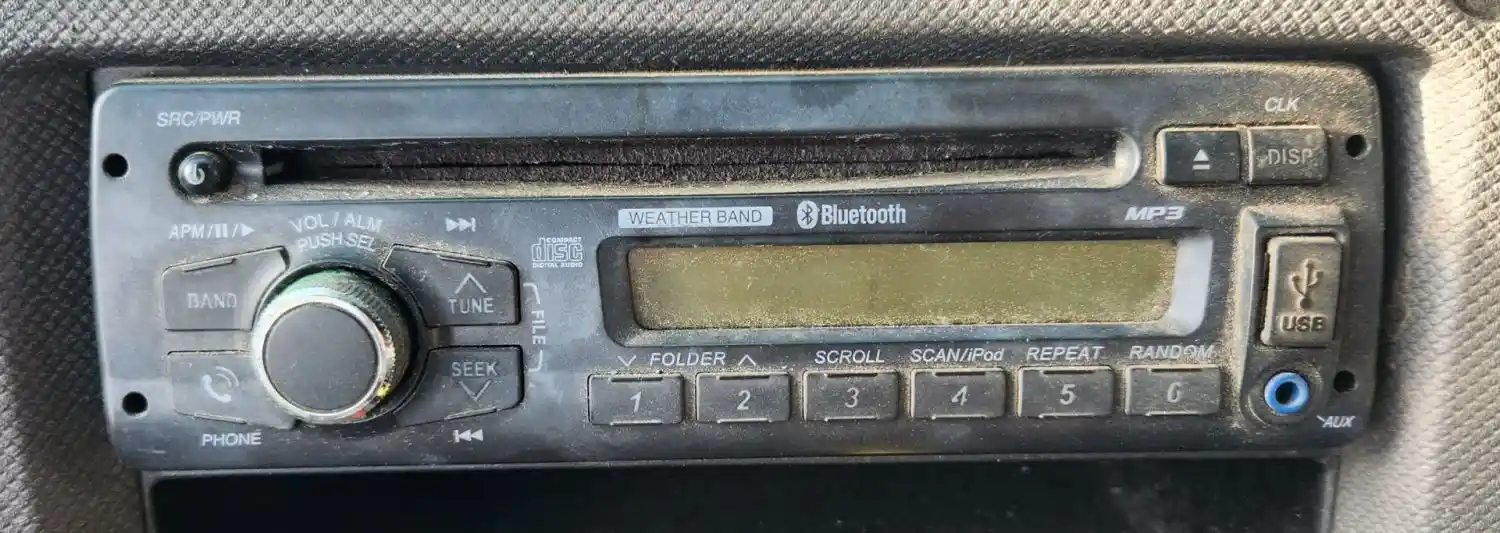 SRC/PWR
CLK
DISP
APM/⏸/▶
VOL / ALM
PUSH SEL
WEATHER BAND
Bluetooth
MP3
BAND
TUNE
COMPACT
disc
DIGITAL AUDIO
FILE
USB
SEEK
PHONE
FOLDER
SCROLL
SCAN/iPod
REPEAT
RANDOM
1
2
3
4
5
6
AUX